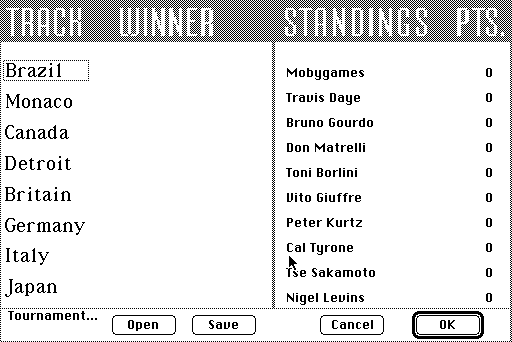 TRACK WINNER STANDINGS PTS.
Brazil
Monaco
Canada
Detroit
Britain
Germany
Italy
Japan
Mobygames 0
Travis Daye 0
Bruno Gourdo 0
Don Matrelli 0
Toni Borlini 0
Vito Giuffre 0
Peter Kurtz 0
Cal Tyrone 0
Tse Sakamoto 0
Nigel Levins 0
Tournament... Open Save Cancel OK